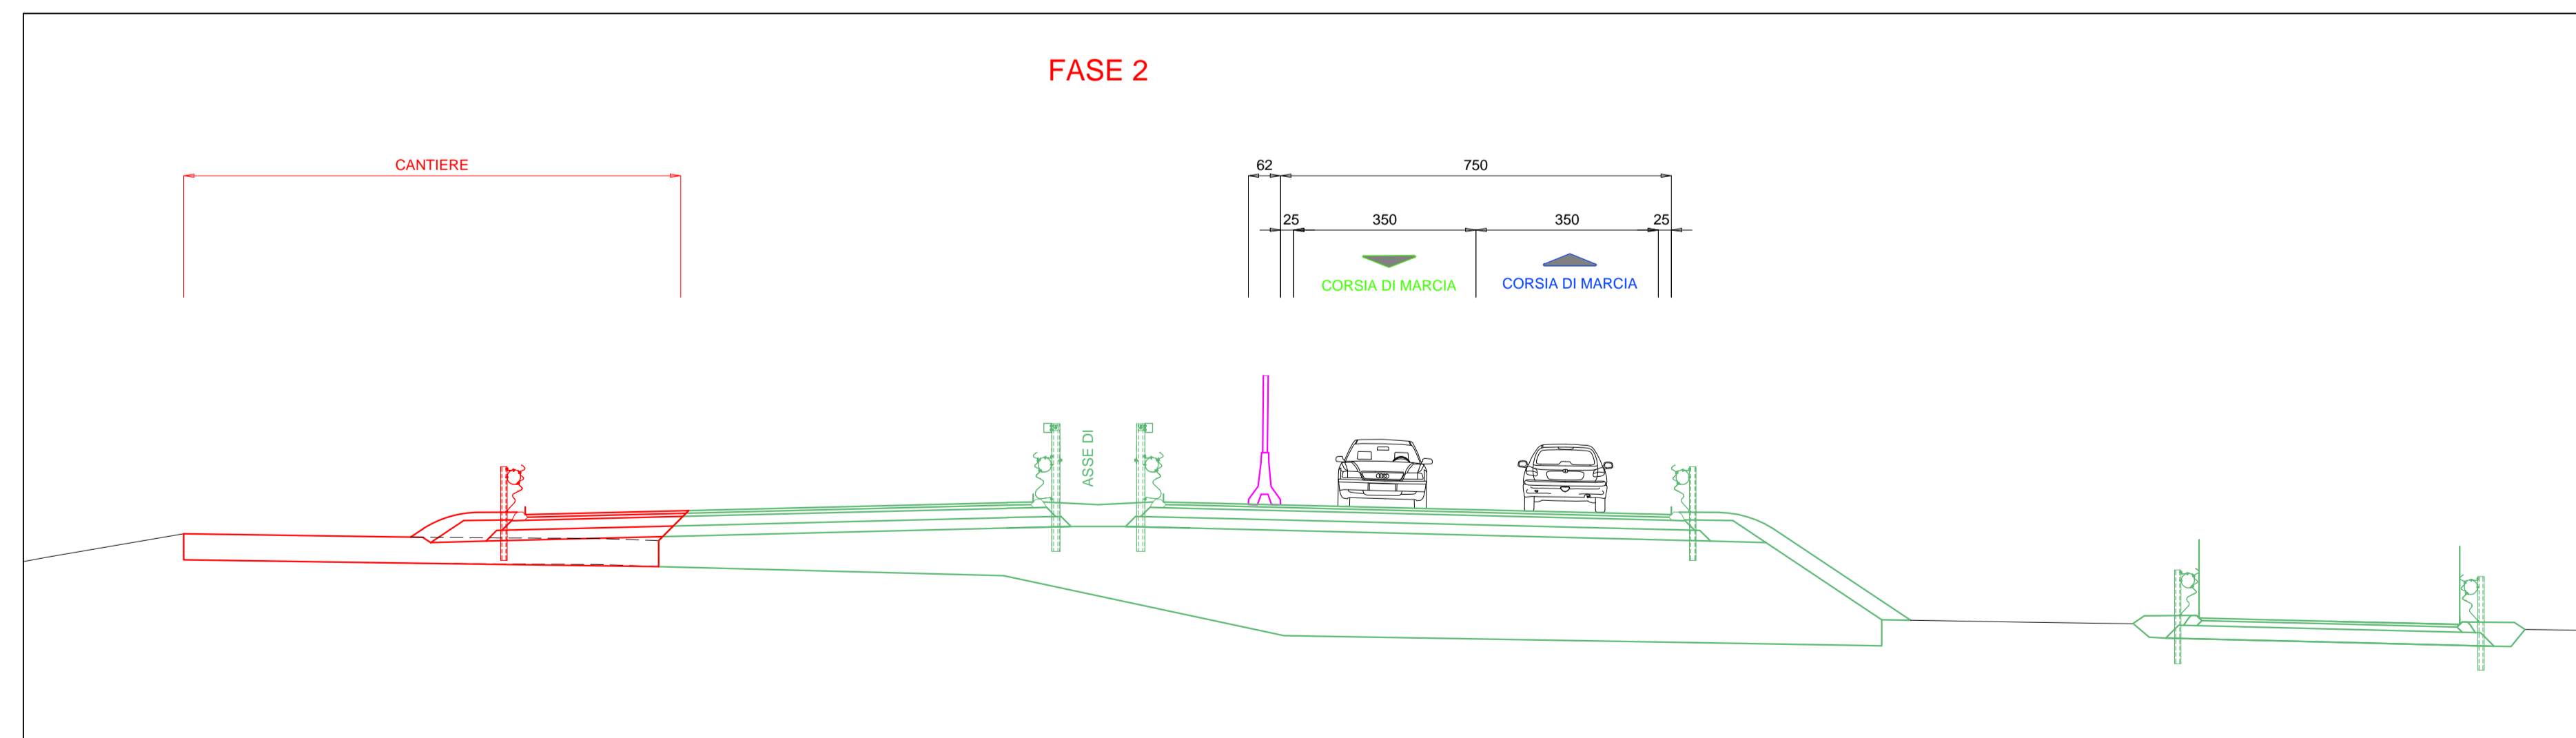 FASE 2
CANTIERE
62
750
25
350
350
25
CORSIA DI MARCIA
CORSIA DI MARCIA
ASSE DI